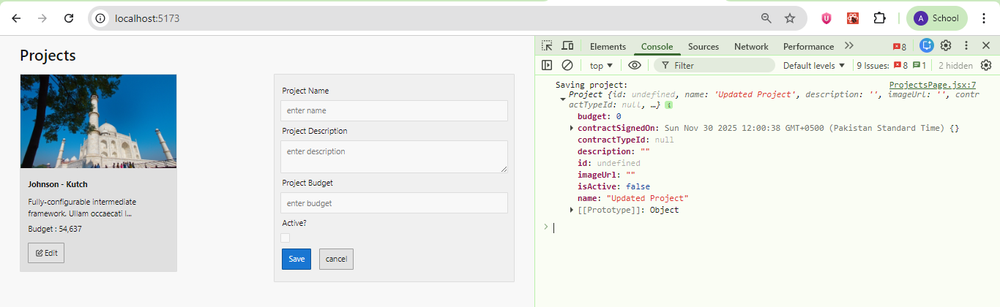 localhost:5173
A School
Projects
Johnson - Kutch
Fully-configurable intermediate
framework. Ullam occaecati l...
Budget : 54,637
Edit
Project Name
enter name
Project Description
enter description
Project Budget
enter budget
Active?
Save cancel
Elements Console Sources Network Performance 8
top Filter Default levels 9 Issues: 8 1 2 hidden
Saving project: ProjectsPage.jsx:7
Project {id: undefined, name: 'Updated Project', description: '', imageUrl: '', contr
actTypeId: null, …} i
budget: 0
contractSignedOn: Sun Nov 30 2025 12:00:38 GMT+0500 (Pakistan Standard Time) {}
contractTypeId: null
description: ""
id: undefined
imageUrl: ""
isActive: false
name: "Updated Project"
[[Prototype]]: Object